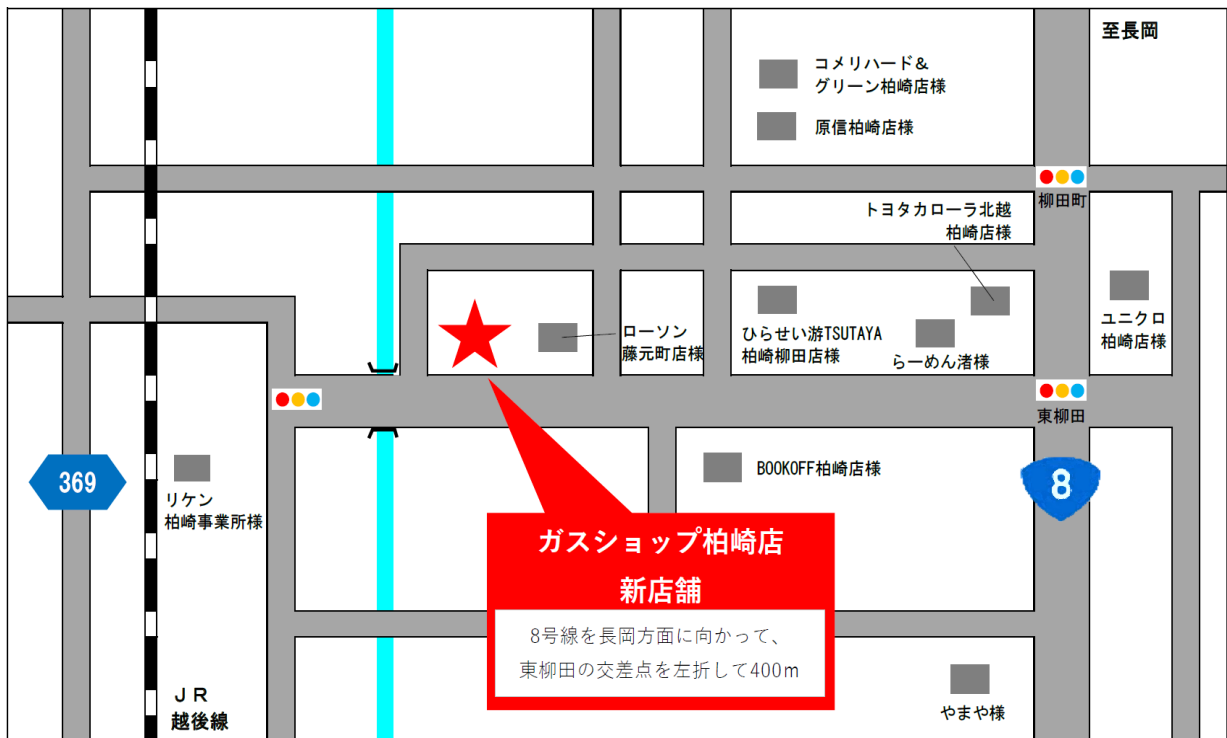 至長岡
コメリハード＆
グリーン柏崎店様
原信柏崎店様
柳田町
トヨタカローラ北越
柏崎店様
ユニクロ
柏崎店様
ローソン
藤元町店様
ひらせい游TSUTAYA
柏崎柳田店様
らーめん渚様
東柳田
369
リケン
柏崎事業所様
BOOKOFF柏崎店様
8
ガスショップ柏崎店
新店舗
8号線を長岡方面に向かって、
東柳田の交差点を左折して400m
ＪＲ
越後線
やまや様